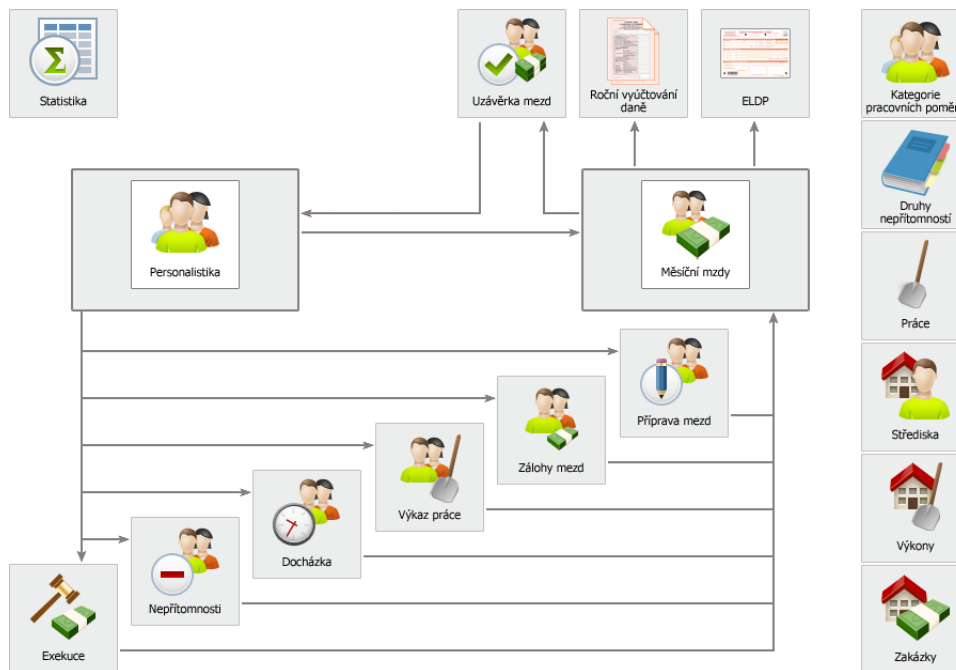 Statistika
Uzávěrka mezd
Roční vyúčtování
daně
ELDP
Kategorie
pracovních poměr
Druhy
nepřítomností
Personalistika
Měsíční mzdy
Práce
Příprava mezd
Střediska
Zálohy mezd
Výkaz práce
Výkony
Docházka
Nepřítomnosti
Exekuce
Zakázky